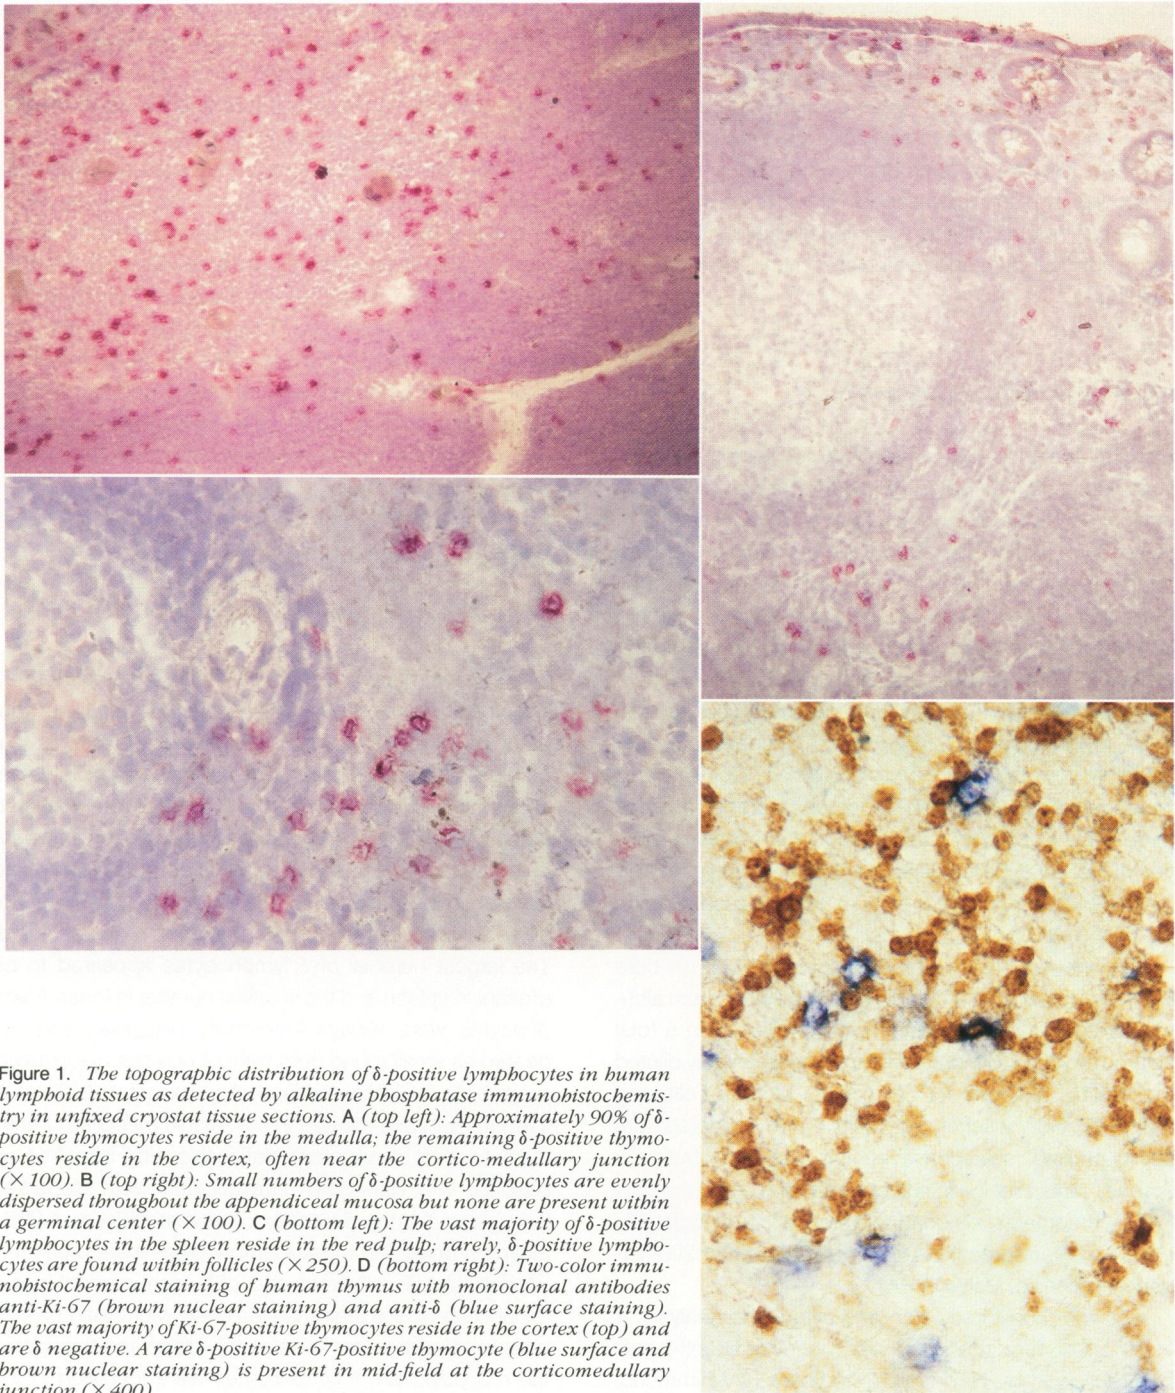 Figure 1. The topographic distribution of δ-positive lymphocytes in human
lymphoid tissues as detected by alkaline phosphatase immunohistochemis-
try in unfixed cryostat tissue sections. A (top left): Approximately 90% of δ-
positive thymocytes reside in the medulla; the remaining δ-positive thymo-
cytes reside in the cortex, often near the cortico-medullary junction
(×100). B (top right): Small numbers of δ-positive lymphocytes are evenly
dispersed throughout the appendiceal mucosa but none are present within
a germinal center (×100). C (bottom left): The vast majority of δ-positive
lymphocytes in the spleen reside in the red pulp; rarely, δ-positive lympho-
cytes are found within follicles (×250). D (bottom right): Two-color immu-
nohistochemical staining of human thymus with monoclonal antibodies
anti-Ki-67 (brown nuclear staining) and anti-δ (blue surface staining).
The vast majority of Ki-67-positive thymocytes reside in the cortex (top) and
are δ negative. A rare δ-positive Ki-67-positive thymocyte (blue surface and
brown nuclear staining) is present in mid-field at the corticomedullary
junction (×400).